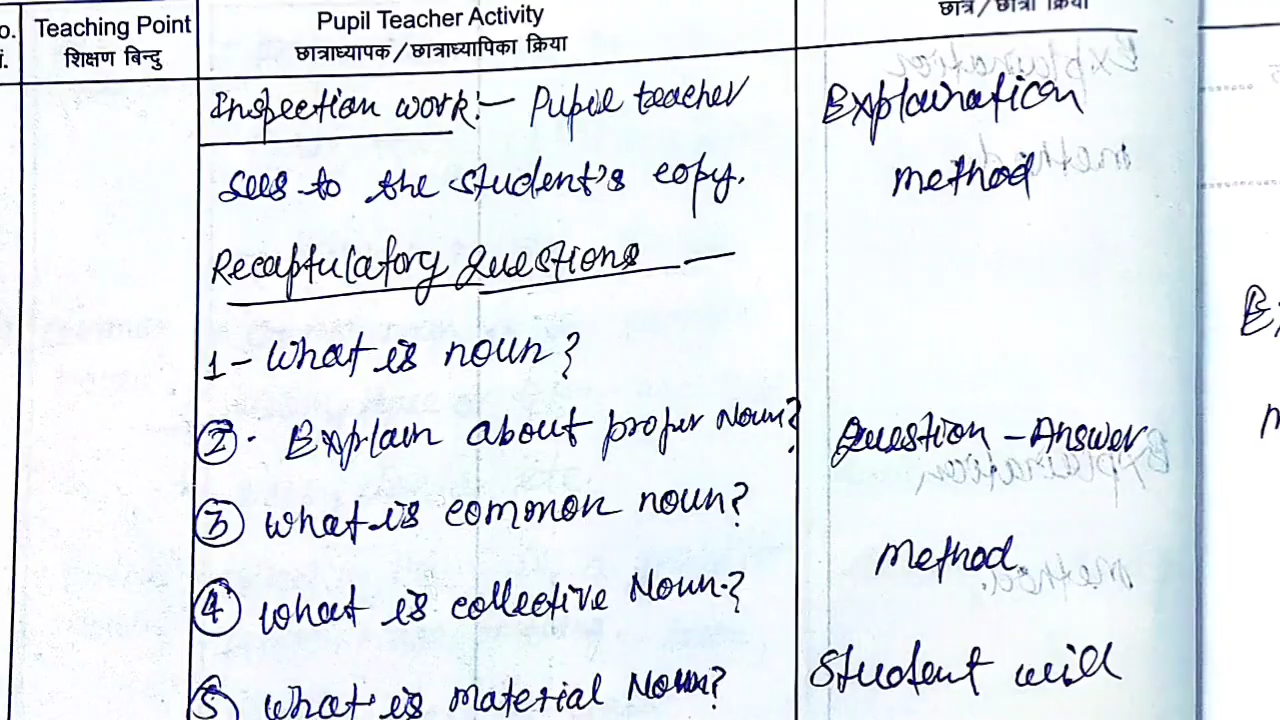 o. Teaching Point Pupil Teacher Activity
शिक्षण बिन्दु छात्राध्यापक/छात्राध्यापिका क्रिया छात्र/छात्रा क्रिया
Inspection work:- Pupil teacher Explaination
sees to the student's copy. method
Recaptulatory Questions —
1- What is noun?
② . Explain about proper Noun? Question - Answer
③ What is common noun?
Method
④ What is collective Noun.?
⑤ What is Material Noun? Student will